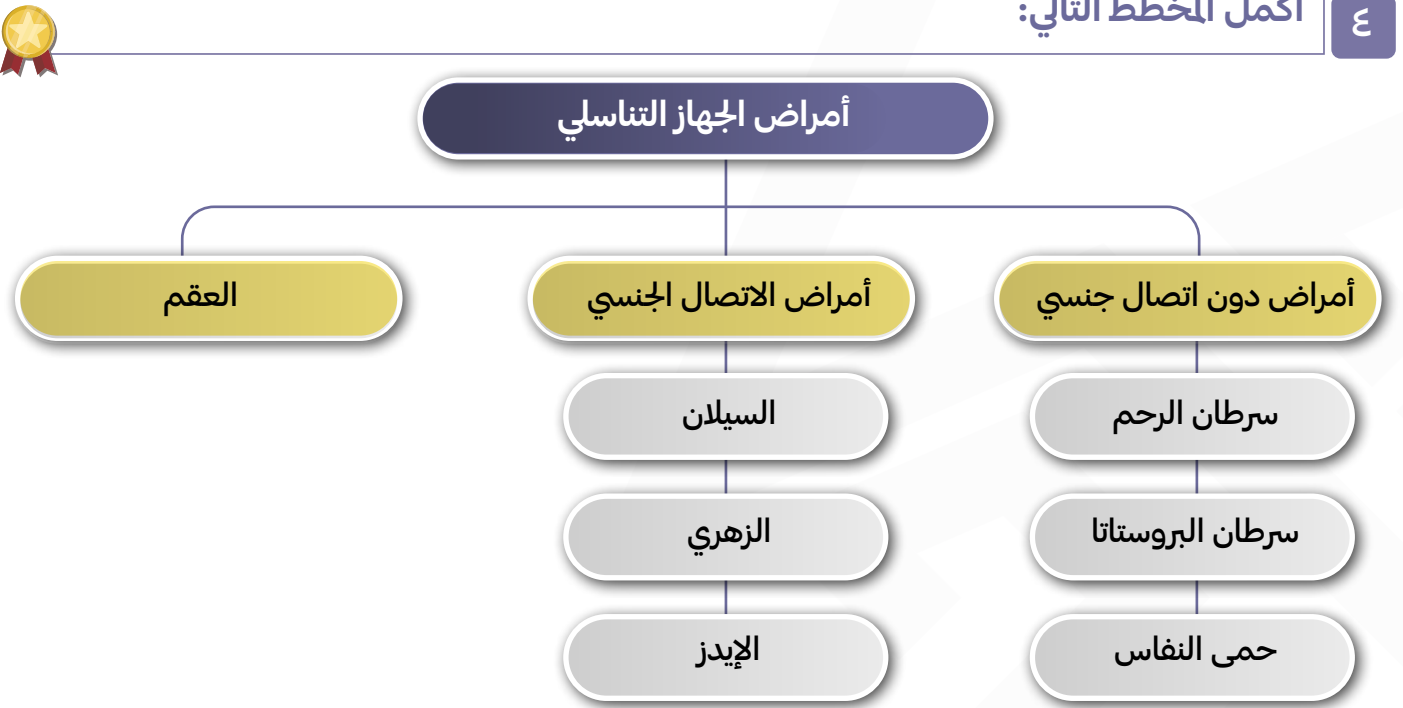 ٤
اكمل المخطط التالي:
أمراض الجهاز التناسلي
أمراض دون اتصال جنسي
أمراض الاتصال الجنسي
العقم
سرطان الرحم
السيلان
سرطان البروستاتا
الزهري
حمى النفاس
الإيدز